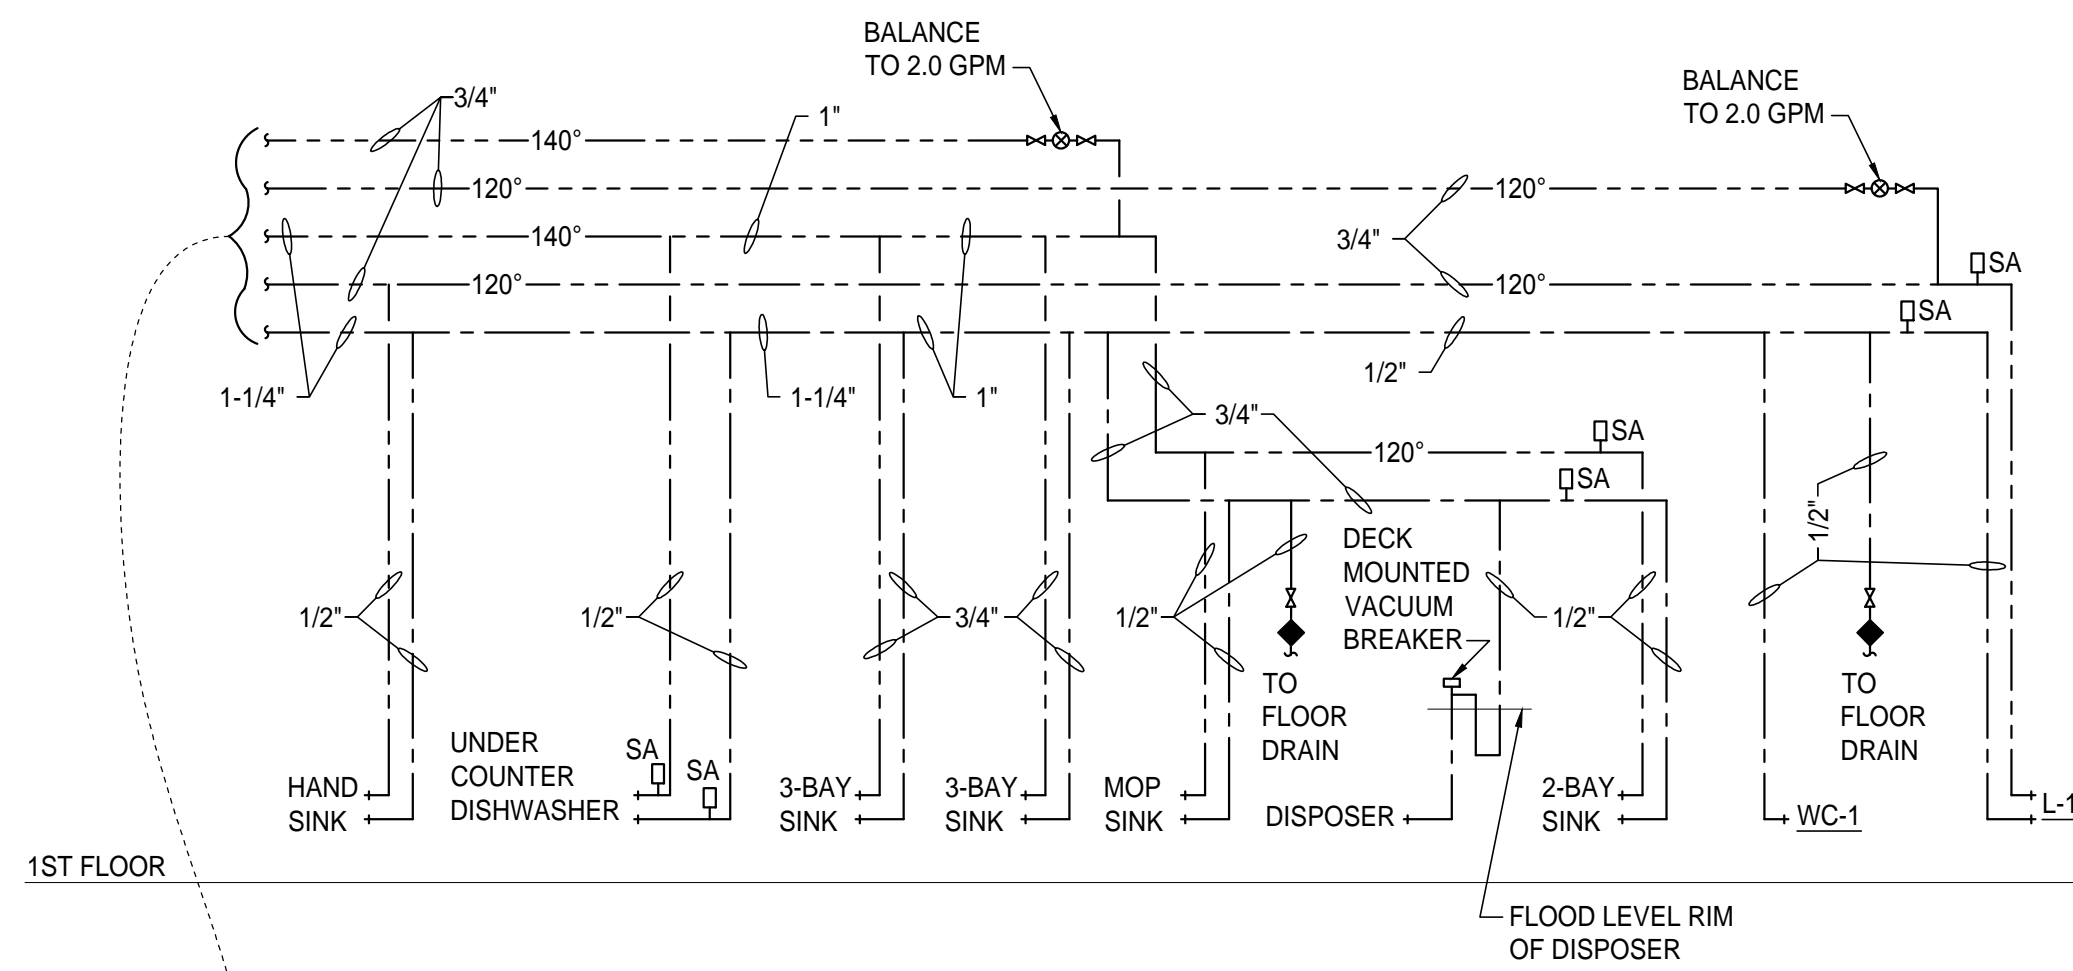 BALANCE
TO 2.0 GPM
BALANCE
TO 2.0 GPM
3/4"
1"
140°
120°
120°
140°
3/4"
120°
120°
SA
SA
1-1/4"
1-1/4"
1"
1/2"
3/4"
120°
SA
SA
1/2"
DECK
MOUNTED
VACUUM
BREAKER
1/2"
1/2"
3/4"
1/2"
1/2"
TO
FLOOR
DRAIN
TO
FLOOR
DRAIN
UNDER
COUNTER
DISHWASHER
SA
SA
HAND
SINK
3-BAY
SINK
3-BAY
SINK
MOP
SINK
DISPOSER
2-BAY
SINK
WC-1
L-1
1ST FLOOR
FLOOD LEVEL RIM
OF DISPOSER